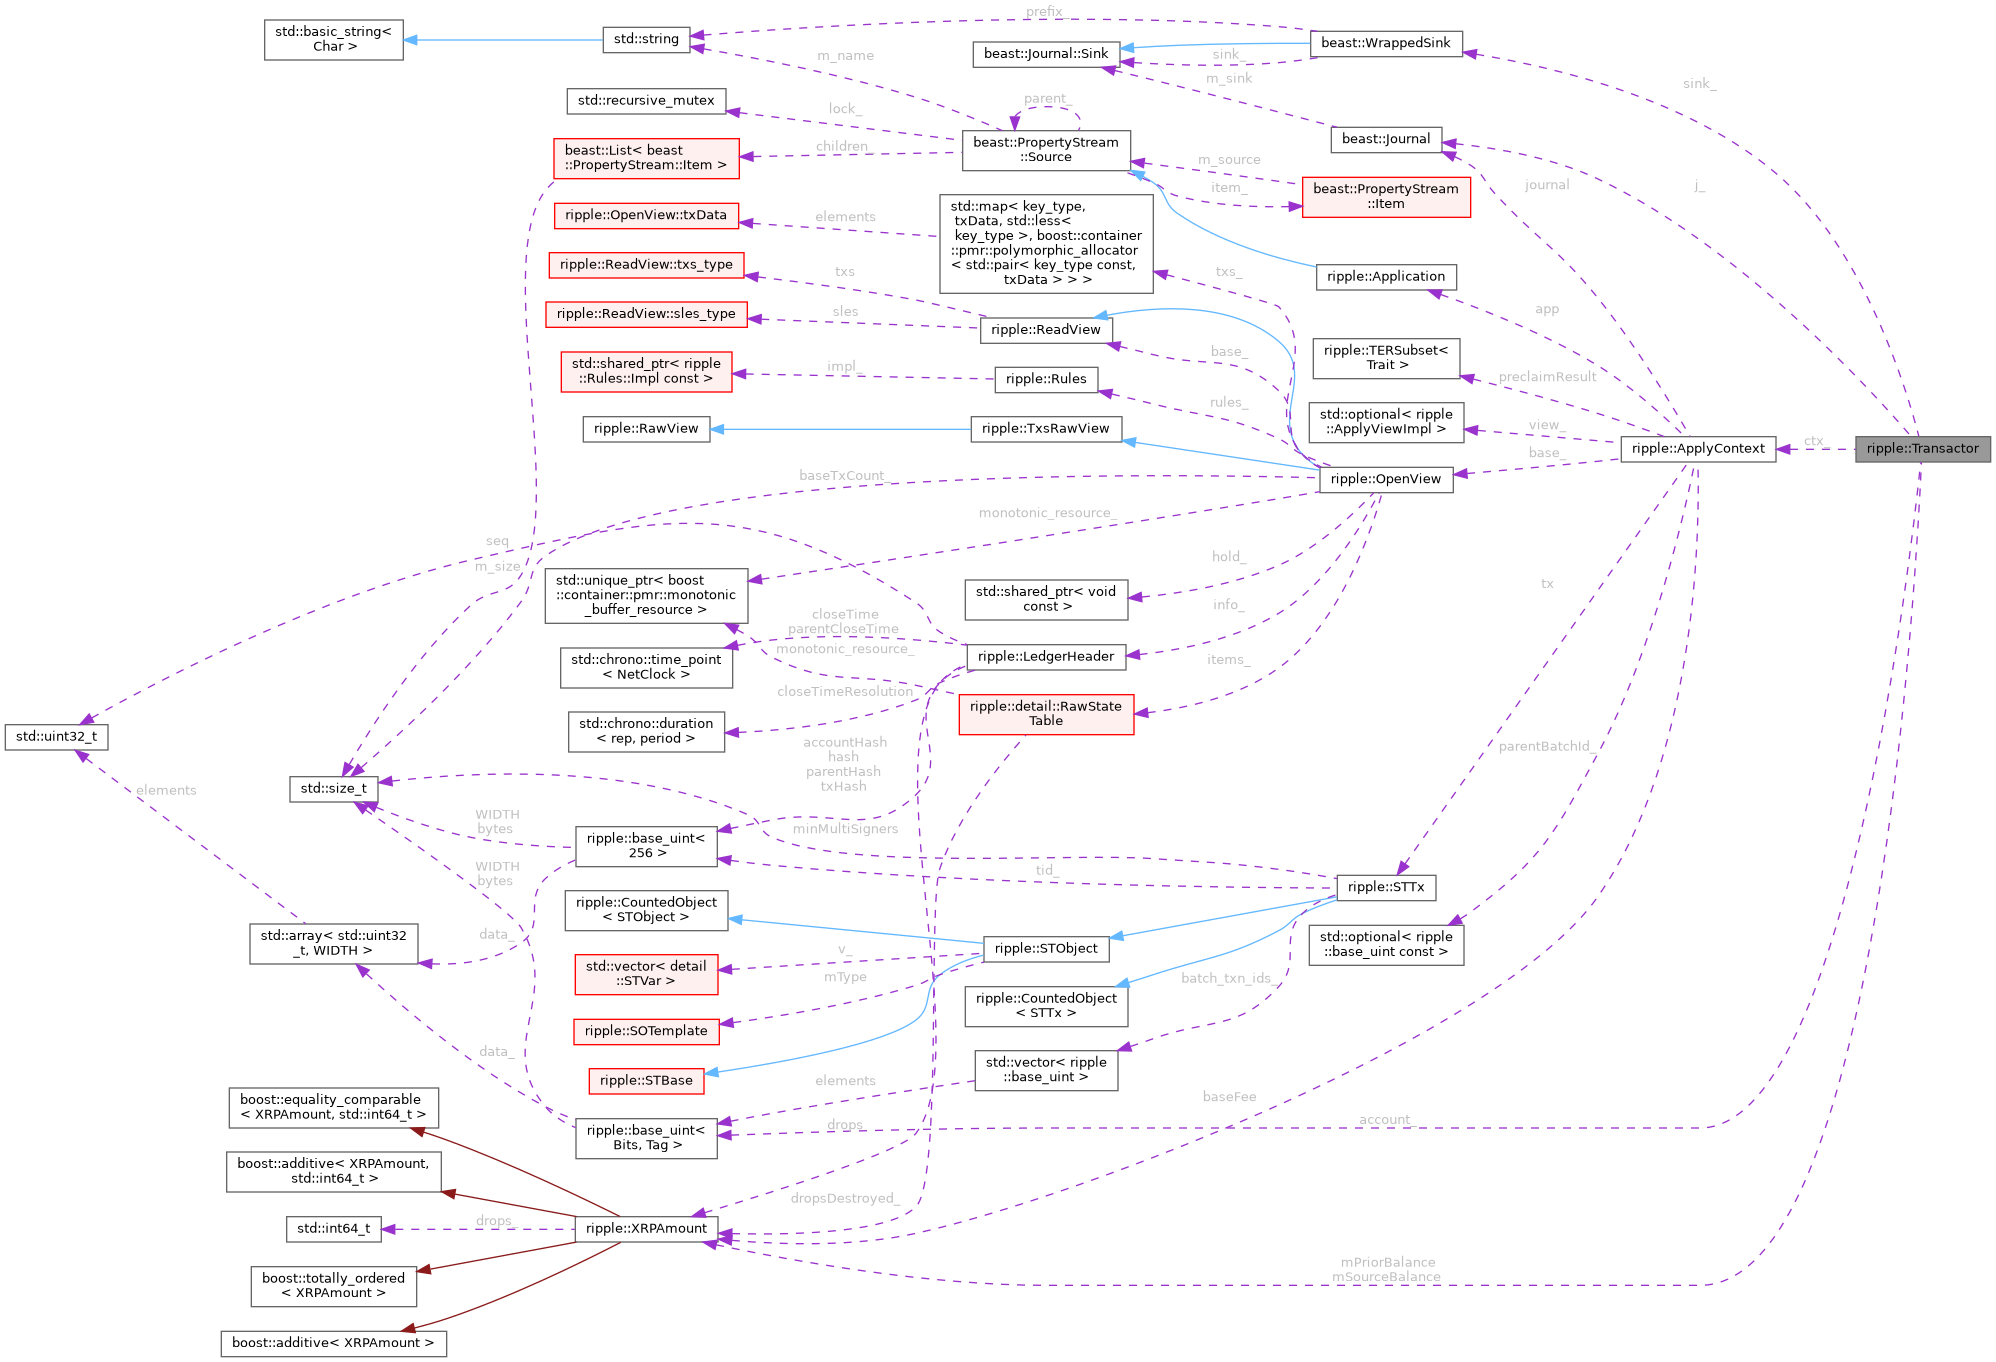 prefix_
std::basic_string<
Char >
std::string
beast::WrappedSink
beast::Journal::Sink
sink_
m_name
m_sink
sink_
std::recursive_mutex
lock_
parent_
beast::Journal
beast::List< beast
::PropertyStream::Item >
children_
beast::PropertyStream
::Source
m_source
item_
beast::PropertyStream
::Item
journal
j_
ripple::OpenView::txData
elements
std::map< key_type,
txData, std::less<
key_type >, boost::container
::pmr::polymorphic_allocator
< std::pair< key_type const,
txData > > >
ripple::ReadView::txs_type
txs
txs_
ripple::Application
app
ripple::ReadView::sles_type
sles
ripple::ReadView
base_
ripple::TERSubset<
Trait >
preclaimResult
std::shared_ptr< ripple
::Rules::Impl const >
impl_
ripple::Rules
rules_
std::optional< ripple
::ApplyViewImpl >
view_
ripple::RawView
ripple::TxsRawView
base_
ripple::ApplyContext
ctx_
ripple::Transactor
baseTxCount_
ripple::OpenView
monotonic_resource_
seq
m_size
hold_
std::unique_ptr< boost
::container::pmr::monotonic
_buffer_resource >
std::shared_ptr< void
const >
tx
closeTime
parentCloseTime
monotonic_resource_
info_
std::chrono::time_point
< NetClock >
ripple::LedgerHeader
items_
closeTimeResolution
ripple::detail::RawState
Table
std::chrono::duration
< rep, period >
std::uint32_t
accountHash
hash
parentHash
txHash
parentBatchId_
std::size_t
elements
WIDTH
bytes
minMultiSigners
ripple::base_uint<
256 >
WIDTH
bytes
tid_
ripple::STTx
ripple::CountedObject
< STObject >
std::array< std::uint32
_t, WIDTH >
data_
ripple::STObject
v_
std::optional< ripple
::base_uint const >
std::vector< detail
::STVar >
mType
batch_txn_ids_
ripple::CountedObject
< STTx >
ripple::SOTemplate
data_
ripple::STBase
std::vector< ripple
::base_uint >
elements
baseFee
boost::equality_comparable
< XRPAmount, std::int64_t >
ripple::base_uint<
Bits, Tag >
drops
account_
boost::additive< XRPAmount,
std::int64_t >
dropsDestroyed_
std::int64_t
drops_
ripple::XRPAmount
boost::totally_ordered
< XRPAmount >
mPriorBalance
mSourceBalance
boost::additive< XRPAmount >